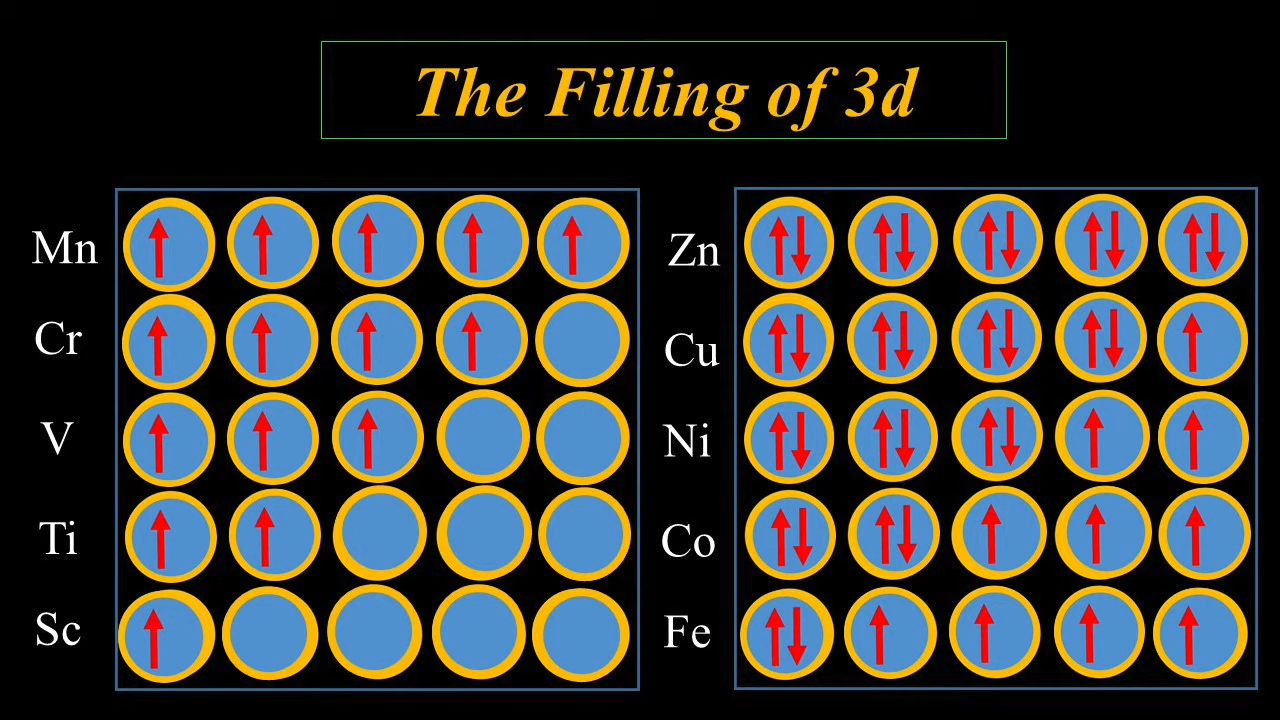 The Filling of 3d
Mn
Cr
V
Ti
Sc
Zn
Cu
Ni
Co
Fe